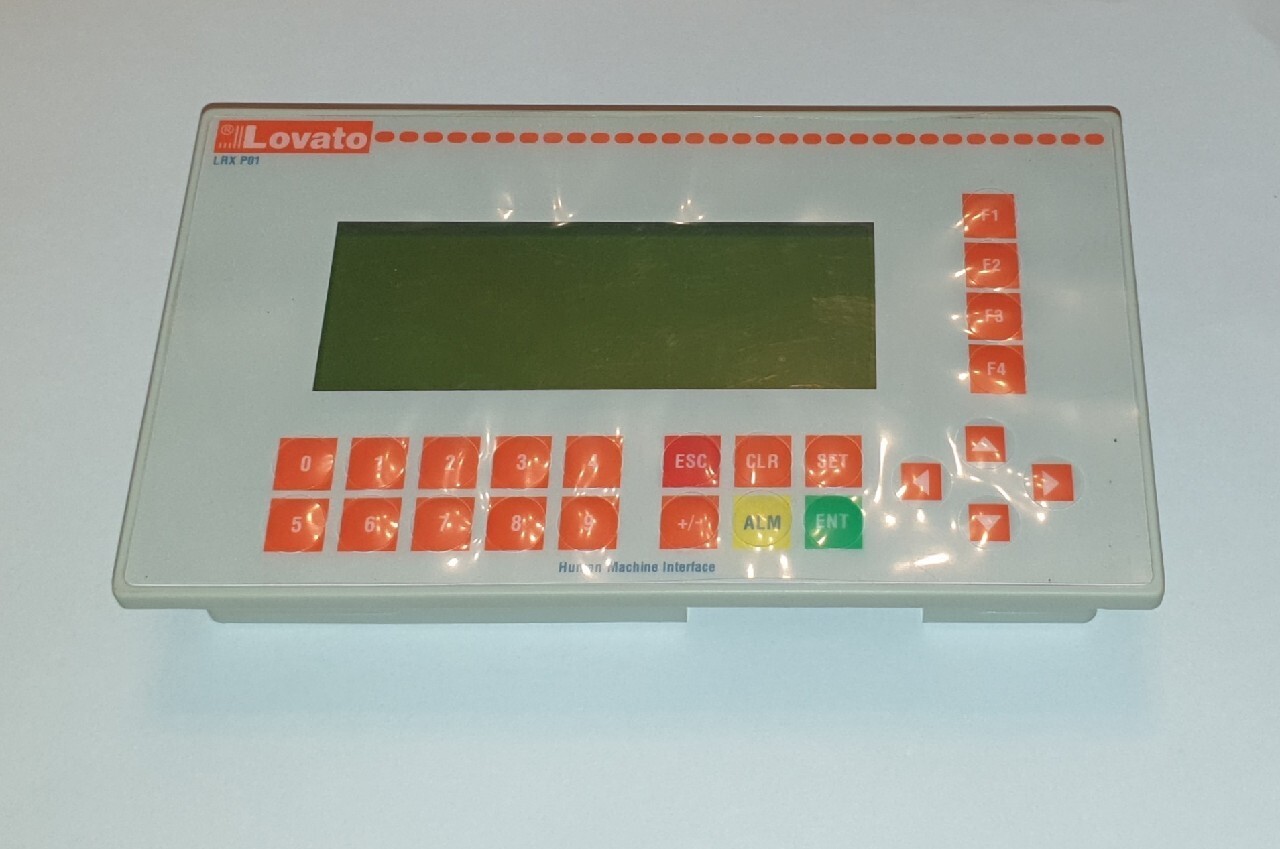 ®Lovato
LRX P01
F1
F2
F3
F4
0 1 2 3 4 ESC CLR SET
5 6 7 8 9 +/- ALM ENT
Human Machine Interface